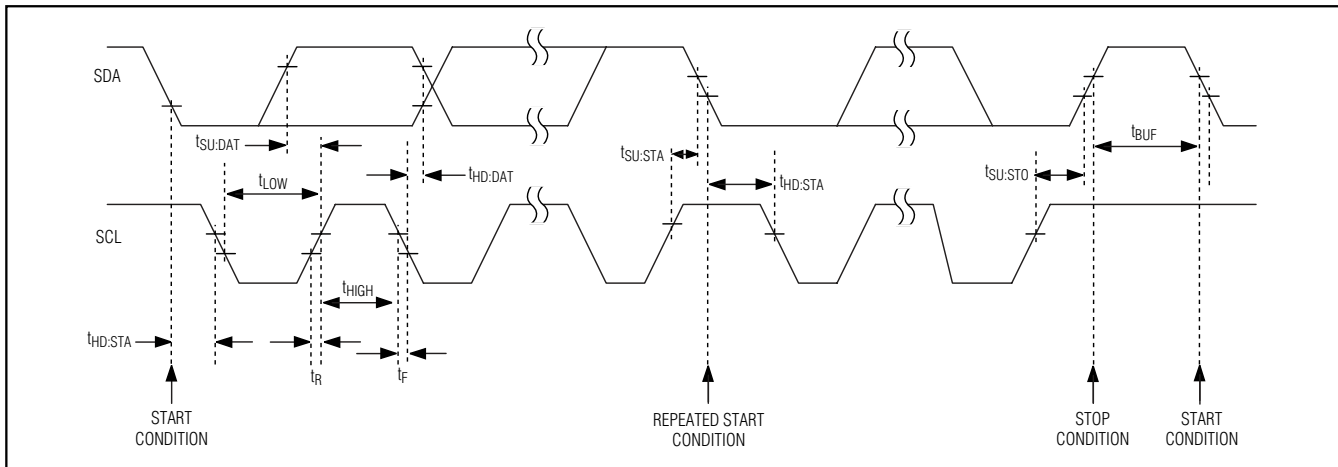 SDA
tSU:DAT
tLOW
tHD:DAT
tSU:STA
tHD:STA
tSU:STO
tBUF
SCL
tHIGH
tHD:STA
tR
tF
START
CONDITION
REPEATED START
CONDITION
STOP
CONDITION
START
CONDITION